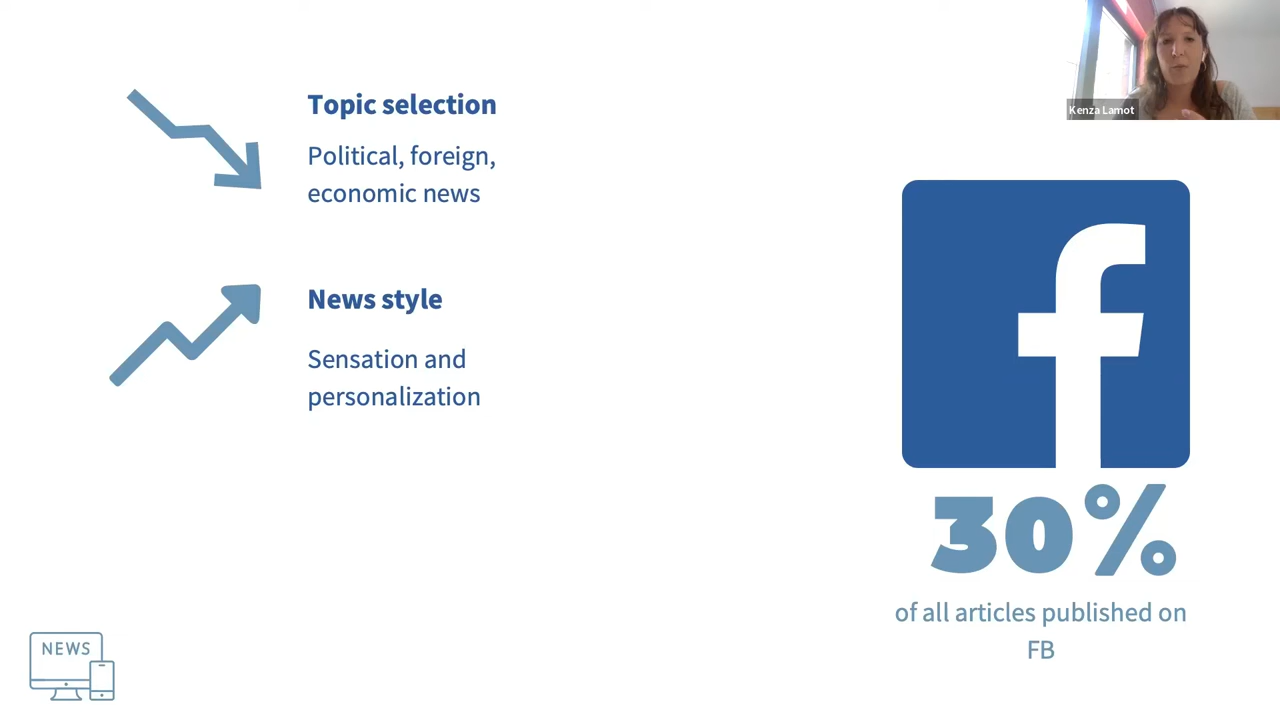 Topic selection
Political, foreign,
economic news
News style
Sensation and
personalization
Kenza Lamot
30%
of all articles published on
FB
NEWS